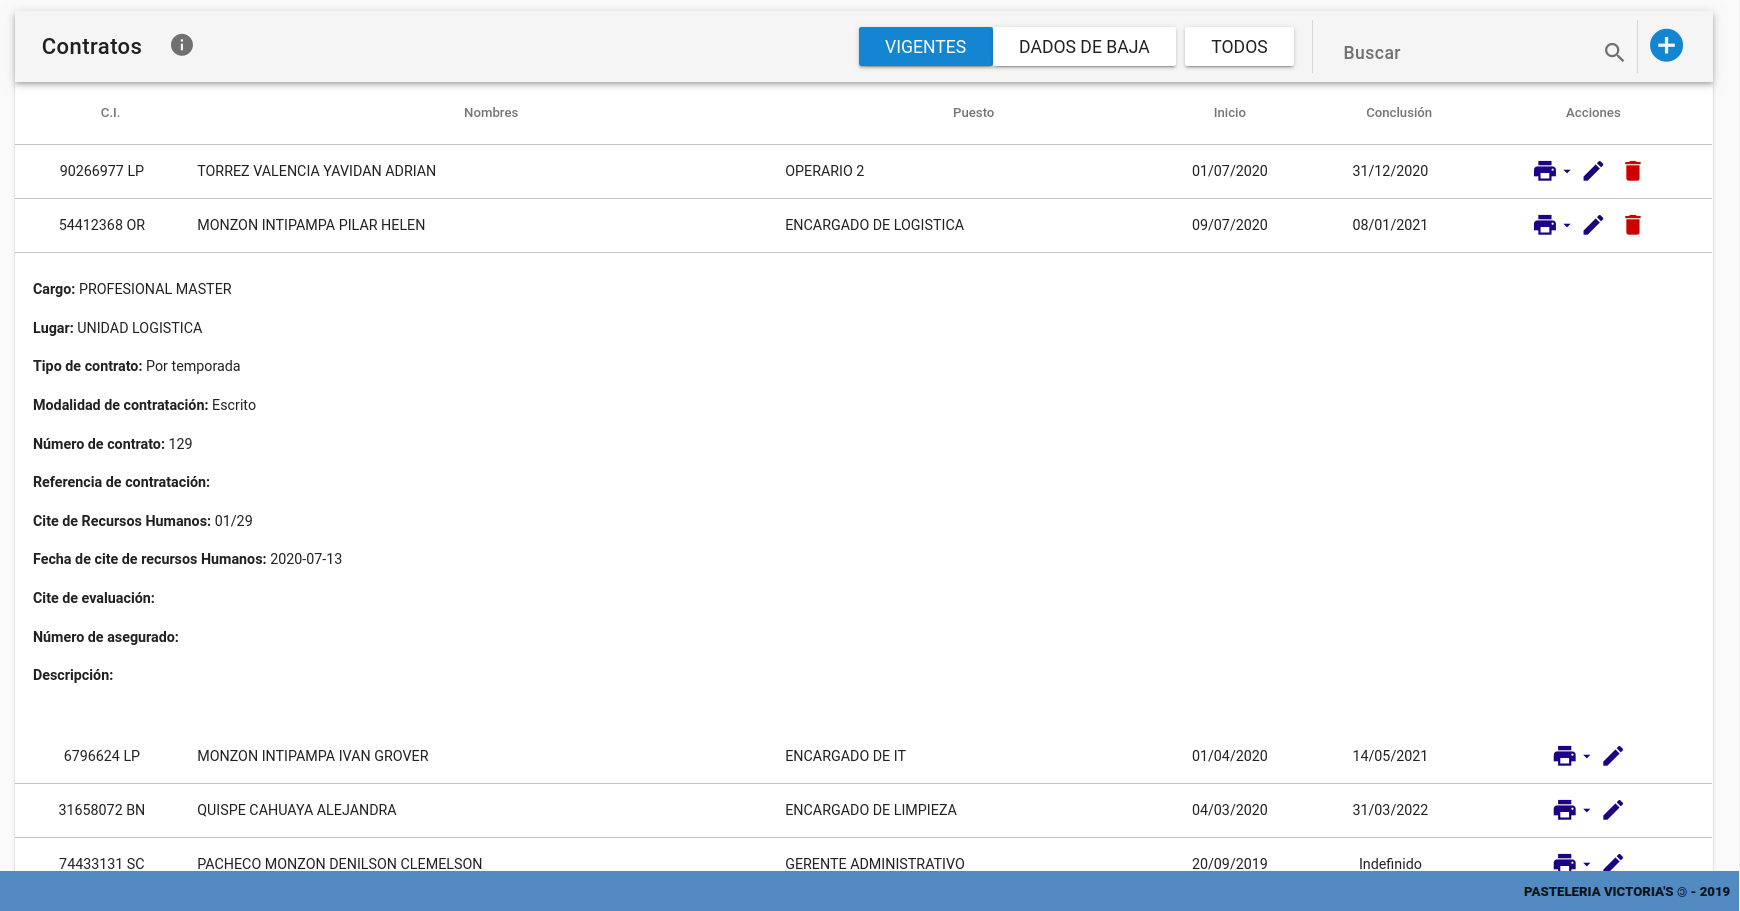 Contratos VIGENTES DADOS DE BAJA TODOS Buscar
C.I. Nombres Puesto Inicio Conclusión Acciones
90266977 LP TORREZ VALENCIA YAVIDAN ADRIAN OPERARIO 2 01/07/2020 31/12/2020
54412368 OR MONZON INTIPAMPA PILAR HELEN ENCARGADO DE LOGISTICA 09/07/2020 08/01/2021
Cargo: PROFESIONAL MASTER
Lugar: UNIDAD LOGISTICA
Tipo de contrato: Por temporada
Modalidad de contratación: Escrito
Número de contrato: 129
Referencia de contratación:
Cite de Recursos Humanos: 01/29
Fecha de cite de recursos Humanos: 2020-07-13
Cite de evaluación:
Número de asegurado:
Descripción:
6796624 LP MONZON INTIPAMPA IVAN GROVER ENCARGADO DE IT 01/04/2020 14/05/2021
31658072 BN QUISPE CAHUAYA ALEJANDRA ENCARGADO DE LIMPIEZA 04/03/2020 31/03/2022
74433131 SC PACHECO MONZON DENILSON CLEMELSON GERENTE ADMINISTRATIVO 20/09/2019 Indefinido
PASTELERIA VICTORIA'S © - 2019